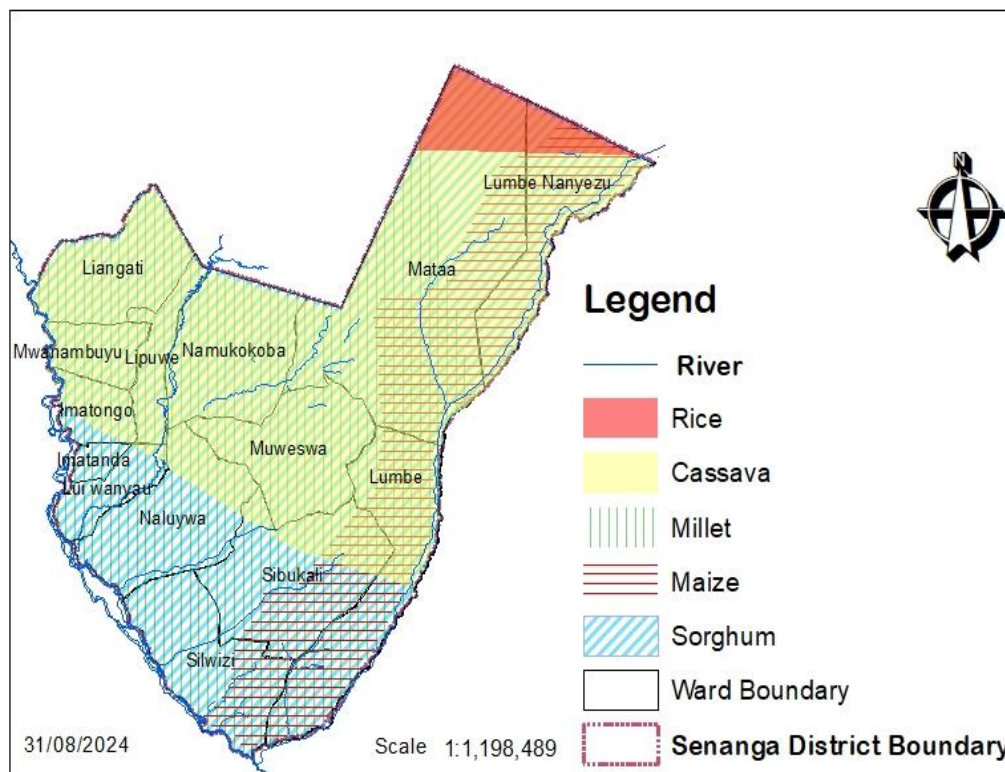 N
Lumbe Nanyezu
Liangati
Mataa
Mwanambuyu
Lipuwe
Namukokoba
Imatongo
Muweswa
Imatanda
Lui wanyau
Lumbe
Naluywa
Sibukali
Silwizi
Legend
River
Rice
Cassava
Millet
Maize
Sorghum
Ward Boundary
Senanga District Boundary
31/08/2024
Scale 1:1,198,489